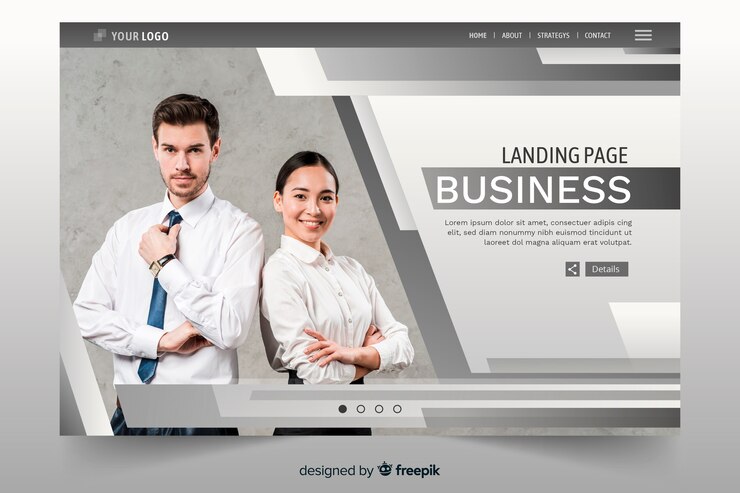 YOUR LOGO
HOME | ABOUT | STRATEGYS | CONTACT
LANDING PAGE
BUSINESS
Lorem ipsum dolor sit amet, consectuer adipis cing
elit, sed diam nonummy nibh euismod tincidunt ut
laoreet dol magna aliquam erat volutpat.
Details
designed by freepik